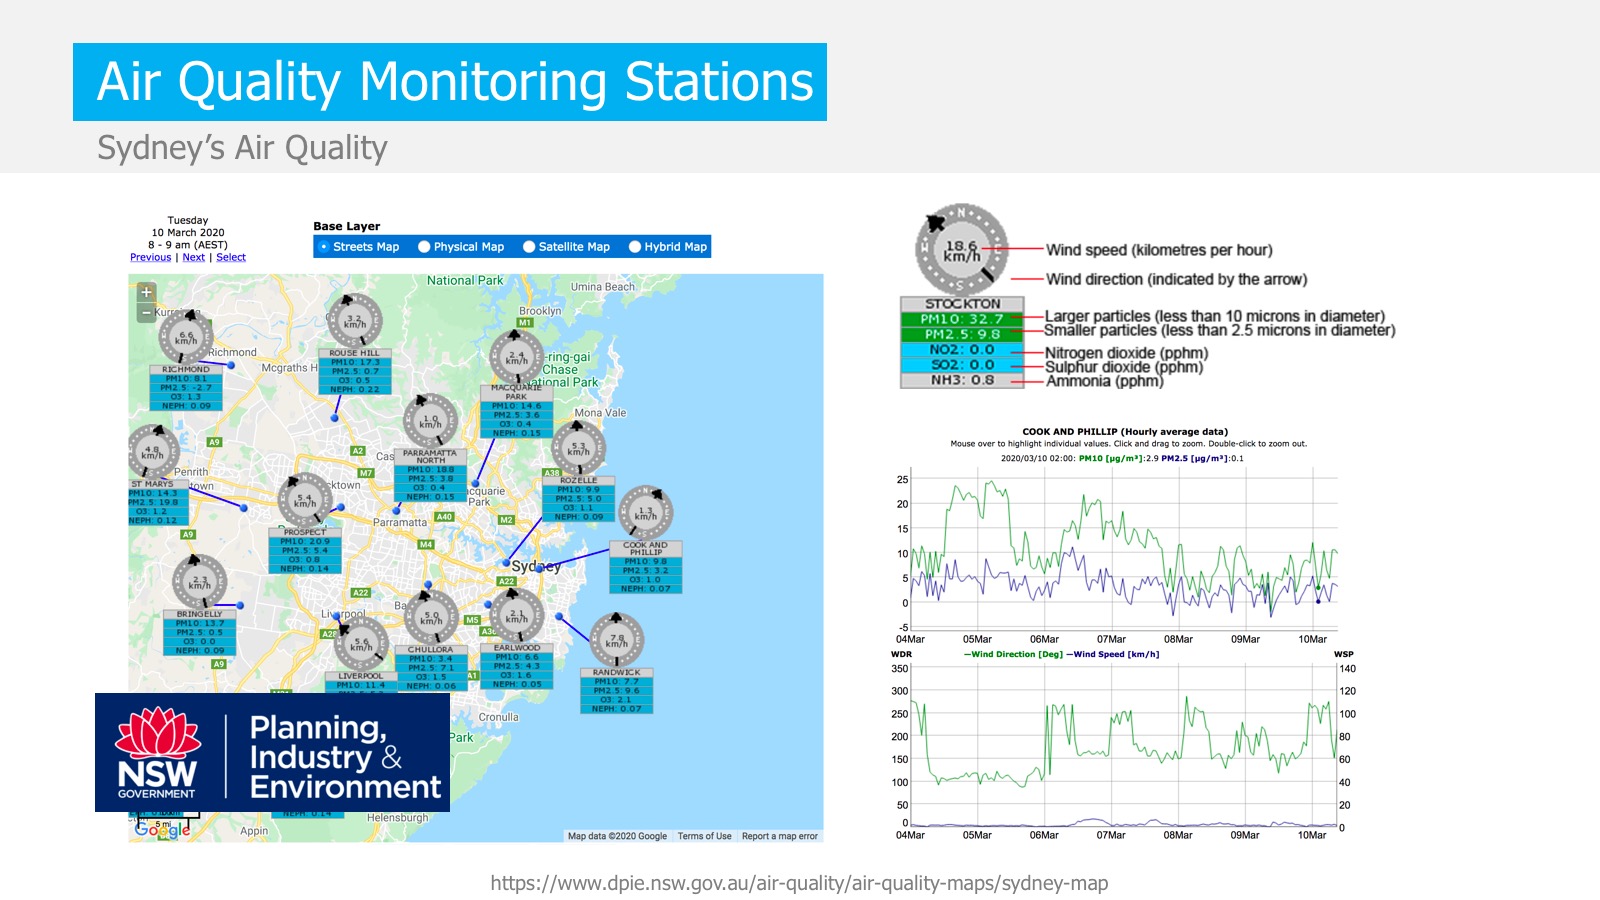 Air Quality Monitoring Stations
Sydney’s Air Quality
Tuesday
10 March 2020
8 - 9 am (AEST)
Previous | Next | Select
Base Layer
Streets Map Physical Map Satellite Map Hybrid Map
National Park
Umina Beach
Brooklyn
M1
Richmond
6.6 km/h
RICHMOND
PM10: 8.1
PM2.5: -2.7
O3: 1.3
NEPH: 0.09
3.2 km/h
ROUSE HILL
PM10: 17.3
PM2.5: 0.7
O3: 0.5
NEPH: 0.22
McGraths H
2.4 km/h
MACQUARIE PARK
PM10: 14.6
PM2.5: 3.6
O3: 0.4
NEPH: 0.15
-ring-gai
Chase
National Park
Mona Vale
1.0 km/h
PARRAMATTA NORTH
PM10: 18.8
PM2.5: 3.8
O3: 0.4
NEPH: 0.15
5.3 km/h
ROZELLE
PM10: 9.9
PM2.5: 5.0
O3: 1.1
NEPH: 0.09
4.8 km/h
ST MARYS
PM10: 14.3
PM2.5: 19.8
O3: 1.2
NEPH: 0.12
A9
A2
M7
A38
Penrith
5.4 km/h
PROSPECT
PM10: 20.9
PM2.5: 5.4
O3: 0.8
NEPH: 0.14
Parramatta
A40
M2
M4
1.3 km/h
COOK AND PHILLIP
PM10: 9.8
PM2.5: 3.2
O3: 1.0
NEPH: 0.07
A9
Sydney
A22
A22
2.3 km/h
BRINGELLY
PM10: 13.7
PM2.5: 0.5
O3: 0.0
NEPH: 0.09
A9
Liverpool
A28
5.6 km/h
LIVERPOOL
PM10: 11.4
5.0 km/h
CHULLORA
PM10: 3.4
PM2.5: 7.1
O3: 1.5
NEPH: 0.06
M5
2.1 km/h
EARLWOOD
PM10: 6.6
PM2.5: 4.3
O3: 1.6
NEPH: 0.05
A1
7.8 km/h
RANDWICK
PM10: 7.7
PM2.5: 9.6
O3: 2.1
NEPH: 0.07
Cronulla
Park
NSW
GOVERNMENT
Planning,
Industry &
Environment
NEPH: 0.14
Helensburgh
5 mi
Google
Appin
Map data ©2020 Google Terms of Use Report a map error
N
18.6
km/h
S
Wind speed (kilometres per hour)
Wind direction (indicated by the arrow)
STOCKTON
PM10: 32.7 Larger particles (less than 10 microns in diameter)
PM2.5: 9.8 Smaller particles (less than 2.5 microns in diameter)
NO2: 0.0 Nitrogen dioxide (pphm)
SO2: 0.0 Sulphur dioxide (pphm)
NH3: 0.8 Ammonia (pphm)
COOK AND PHILLIP (Hourly average data)
Mouse over to highlight individual values. Click and drag to zoom. Double-click to zoom out.
2020/03/10 02:00: PM10 [µg/m³]:2.9 PM2.5 [µg/m³]:0.1
25
20
15
10
5
0
-5
04Mar 05Mar 06Mar 07Mar 08Mar 09Mar 10Mar
WDR —Wind Direction [Deg] —Wind Speed [km/h] WSP
350 140
300 120
250 100
200 80
150 60
100 40
50 20
0 0
04Mar 05Mar 06Mar 07Mar 08Mar 09Mar 10Mar
https://www.dpie.nsw.gov.au/air-quality/air-quality-maps/sydney-map